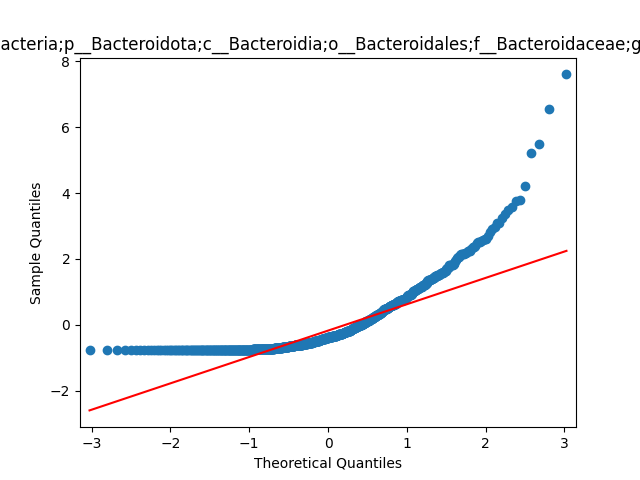 acteria;p__Bacteroidota;c__Bacteroidia;o__Bacteroidales;f__Bacteroidaceae;g
8
6
4
2
0
−2
Sample Quantiles
−3 −2 −1 0 1 2 3
Theoretical Quantiles